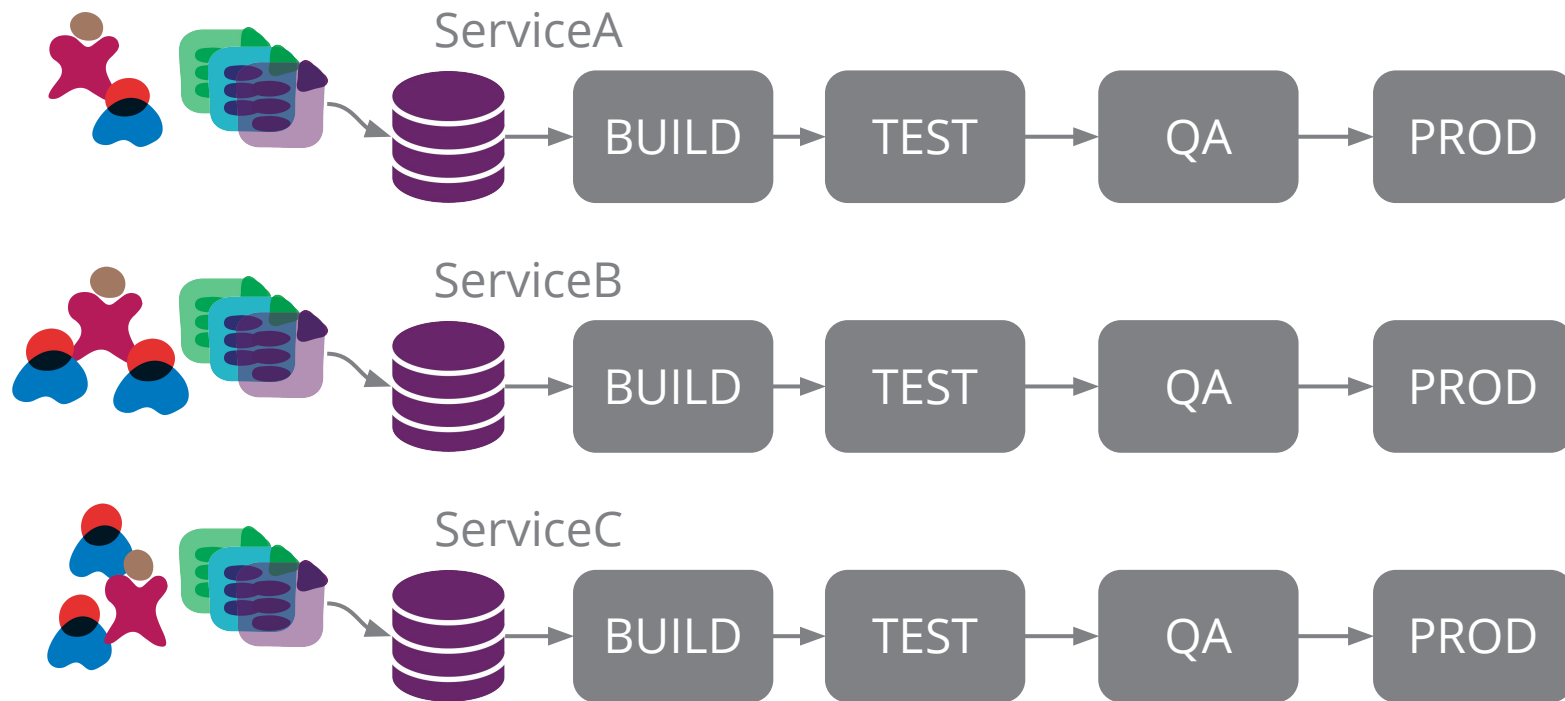 ServiceA
BUILD TEST QA PROD
ServiceB
BUILD TEST QA PROD
ServiceC
BUILD TEST QA PROD